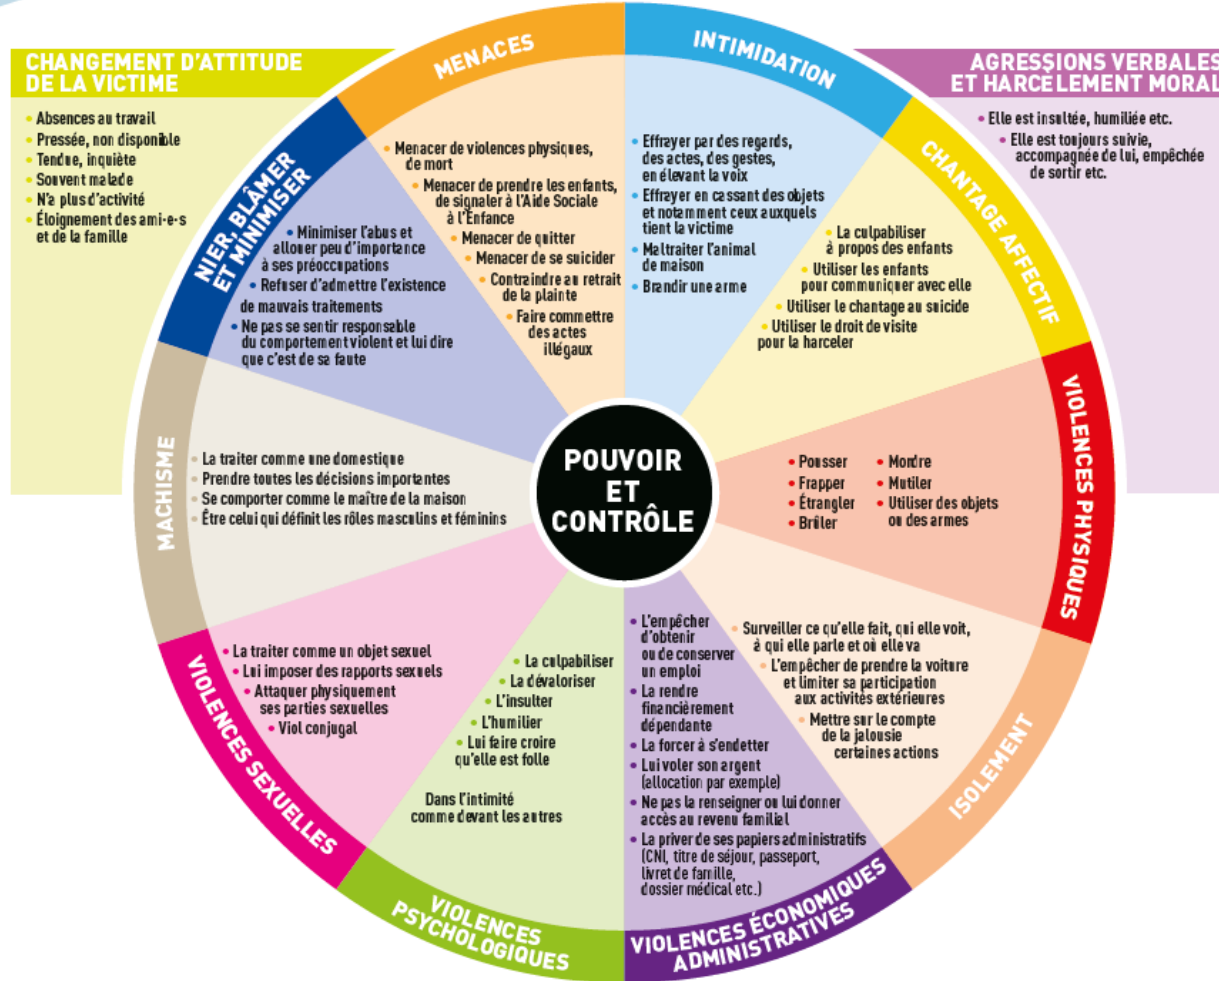 CHANGEMENT D'ATTITUDE
DE LA VICTIME
• Absences au travail
• Pressée, non disponible
• Tendue, inquiète
• Souvent malade
• N'a plus d'activité
• Éloignement des ami·e·s
et de la famille
MENACES
• Menacer de violences physiques,
de mort
• Menacer de prendre les enfants,
de signaler à l'Aide Sociale
à l'Enfance
• Menacer de quitter
• Menacer de se suicider
• Contraindre au retrait
de la plainte
• Faire commettre
des actes
illégaux
INTIMIDATION
• Effrayer par des regards,
des actes, des gestes,
en élevant la voix
• Effrayer en cassant des objets
et notamment ceux auxquels
tient la victime
• Maltraiter l'animal
de maison
• Brandir une arme
AGRESSIONS VERBALES
ET HARCÈLEMENT MORAL
• Elle est insultée, humiliée etc.
• Elle est toujours suivie,
accompagnée de lui, empêchée
de sortir etc.
CHANTAGE AFFECTIF
• La culpabiliser
à propos des enfants
• Utiliser les enfants
pour communiquer avec elle
• Utiliser le chantage au suicide
• Utiliser le droit de visite
pour la harceler
VIOLENCES PHYSIQUES
• Pousser
• Frapper
• Étrangler
• Brûler
• Mordre
• Mutiler
• Utiliser des objets
ou des armes
ISOLEMENT
• Surveiller ce qu'elle fait, qui elle voit,
à qui elle parle et où elle va
• L'empêcher de prendre la voiture
et limiter sa participation
aux activités extérieures
• Mettre sur le compte
de la jalousie
certaines actions
VIOLENCES ÉCONOMIQUES
ADMINISTRATIVES
• L'empêcher
d'obtenir
ou de conserver
un emploi
• La rendre
financièrement
dépendante
• La forcer à s'endetter
• Lui voler son argent
(allocation par exemple)
• Ne pas la renseigner ou lui donner
accès au revenu familial
• La priver de ses papiers administratifs
(CNI, titre de séjour, passeport,
livret de famille,
dossier médical etc.)
VIOLENCES
PSYCHOLOGIQUES
• La culpabiliser
• La dévaloriser
• L'insulter
• L'humilier
• Lui faire croire
qu'elle est folle
Dans l'intimité
comme devant les autres
VIOLENCES SEXUELLES
• La traiter comme un objet sexuel
• Lui imposer des rapports sexuels
• Attaquer physiquement
ses parties sexuelles
• Viol conjugal
MACHISME
• La traiter comme une domestique
• Prendre toutes les décisions importantes
• Se comporter comme le maître de la maison
• Être celui qui définit les rôles masculins et féminins
NIER, BLÂMER
ET MINIMISER
• Minimiser l'abus et
allouer peu d'importance
à ses préoccupations
• Refuser d'admettre l'existence
de mauvais traitements
• Ne pas se sentir responsable
du comportement violent et lui dire
que c'est de sa faute
POUVOIR
ET
CONTRÔLE